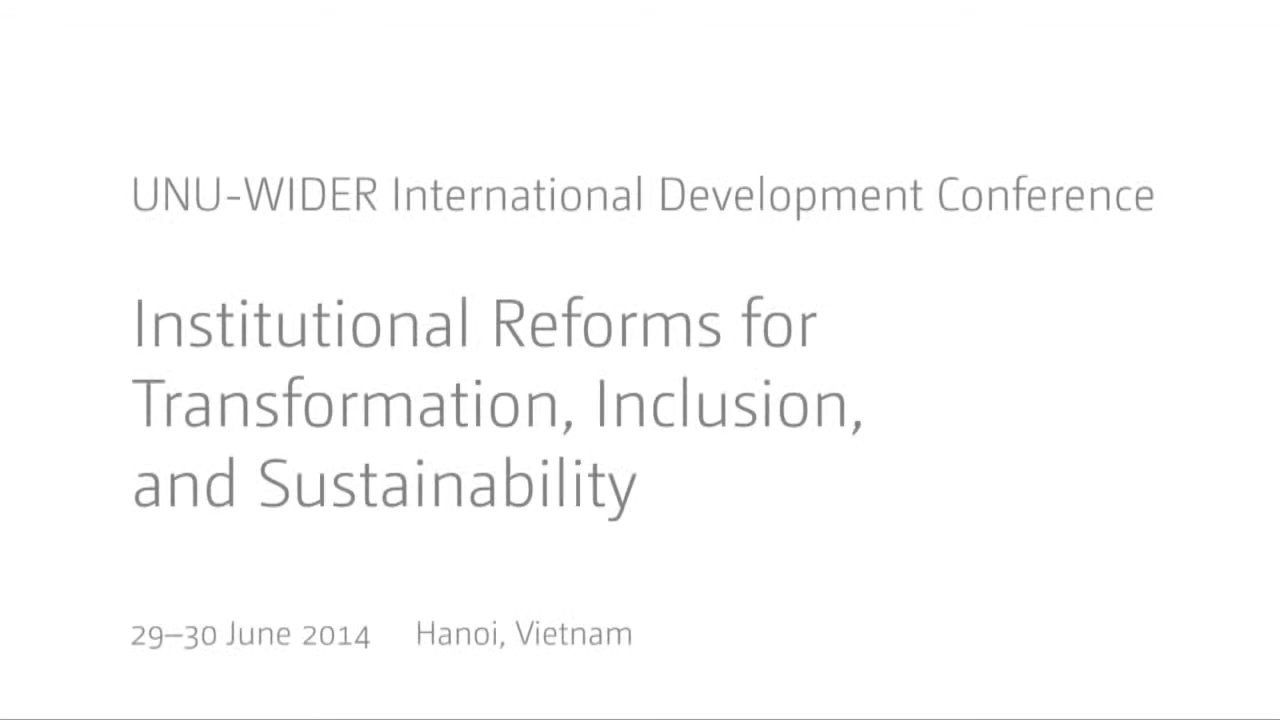 UNU-WIDER International Development Conference
Institutional Reforms for
Transformation, Inclusion,
and Sustainability
29–30 June 2014 Hanoi, Vietnam